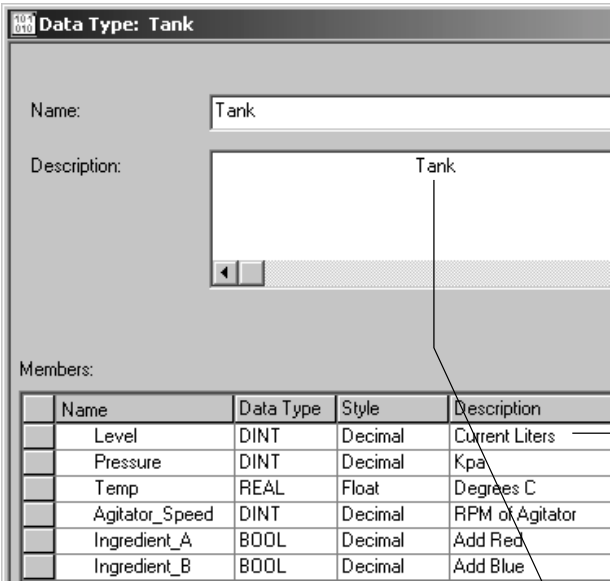 101 010 Data Type: Tank
Name: Tank
Description: Tank
Members:
Name Data Type Style Description
Level DINT Decimal Current Liters
Pressure DINT Decimal Kpa
Temp REAL Float Degrees C
Agitator_Speed DINT Decimal RPM of Agitator
Ingredient_A BOOL Decimal Add Red
Ingredient_B BOOL Decimal Add Blue